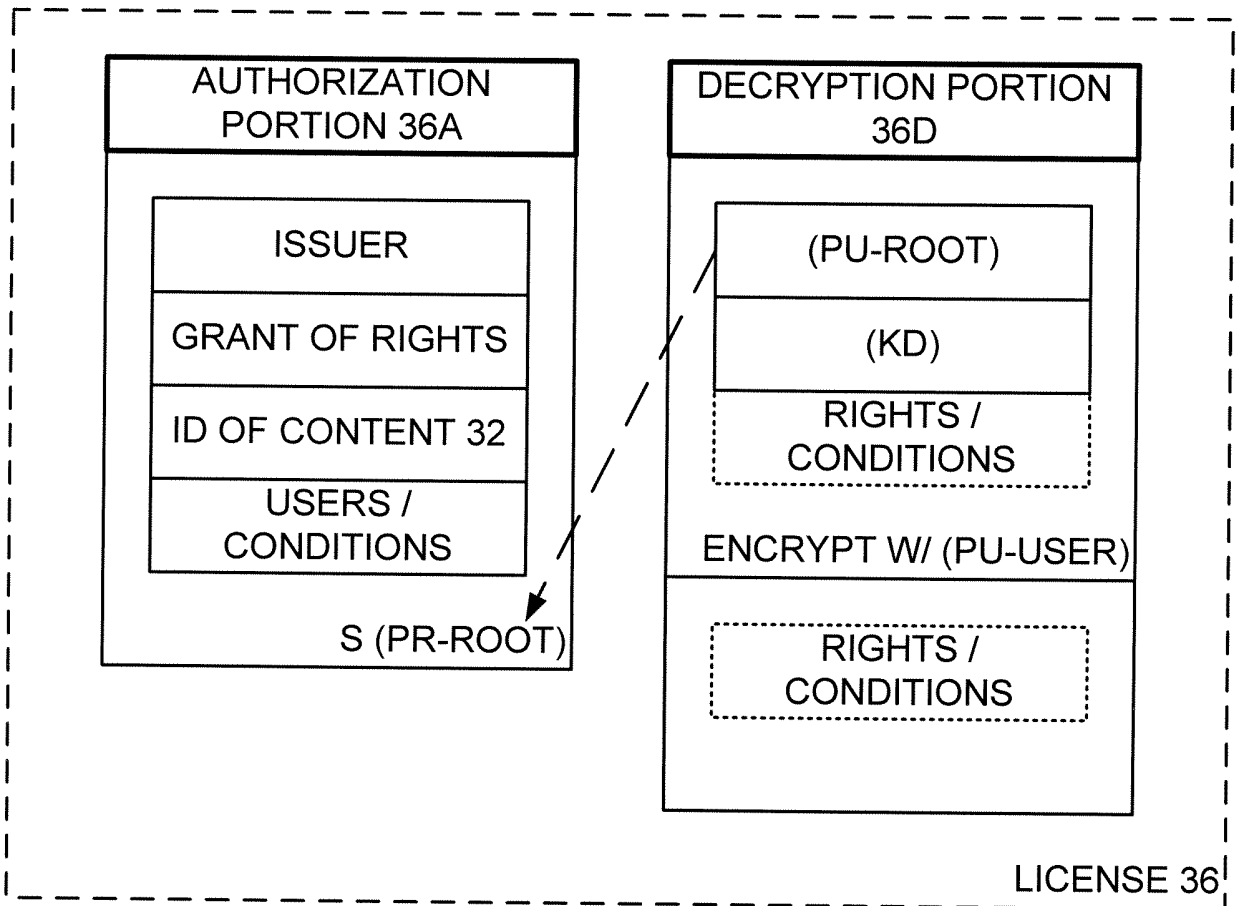 AUTHORIZATION
PORTION 36A
ISSUER
GRANT OF RIGHTS
ID OF CONTENT 32
USERS /
CONDITIONS
S (PR-ROOT)
DECRYPTION PORTION
36D
(PU-ROOT)
(KD)
RIGHTS /
CONDITIONS
ENCRYPT W/ (PU-USER)
RIGHTS /
CONDITIONS
LICENSE 36